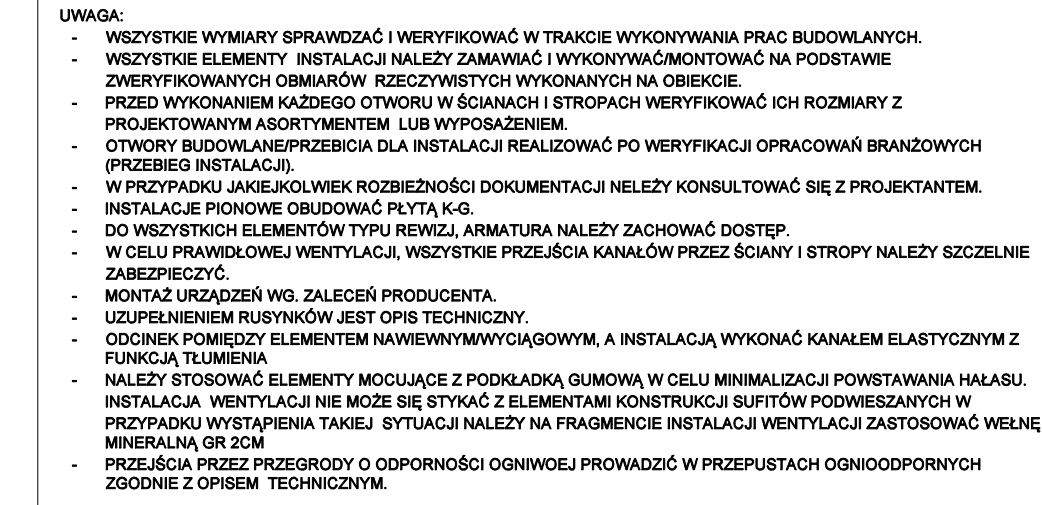 UWAGA:
- WSZYSTKIE WYMIARY SPRAWDZAĆ I WERYFIKOWAĆ W TRAKCIE WYKONYWANIA PRAC BUDOWLANYCH.
- WSZYSTKIE ELEMENTY INSTALACJI NALEŻY ZAMAWIAĆ I WYKONYWAĆ/MONTOWAĆ NA PODSTAWIE
ZWERYFIKOWANYCH OBMIARÓW RZECZYWISTYCH WYKONANYCH NA OBIEKCIE.
- PRZED WYKONANIEM KAŻDEGO OTWORU W ŚCIANACH I STROPACH WERYFIKOWAĆ ICH ROZMIARY Z
PROJEKTOWANYM ASORTYMENTEM LUB WYPOSAŻENIEM.
- OTWORY BUDOWLANE/PRZEBICIA DLA INSTALACJI REALIZOWAĆ PO WERYFIKACJI OPRACOWAŃ BRANŻOWYCH
(PRZEBIEG INSTALACJI).
- W PRZYPADKU JAKIEJKOLWIEK ROZBIEŻNOŚCI DOKUMENTACJI NELEŻY KONSULTOWAĆ SIĘ Z PROJEKTANTEM.
- INSTALACJE PIONOWE OBUDOWAĆ PŁYTĄ K-G.
- DO WSZYSTKICH ELEMENTÓW TYPU REWIZJ, ARMATURA NALEŻY ZACHOWAĆ DOSTĘP.
- W CELU PRAWIDŁOWEJ WENTYLACJI, WSZYSTKIE PRZEJŚCIA KANAŁÓW PRZEZ ŚCIANY I STROPY NALEŻY SZCZELNIE
ZABEZPIECZYĆ.
- MONTAŻ URZĄDZEŃ WG. ZALECEŃ PRODUCENTA.
- UZUPEŁNIENIEM RUSYNKÓW JEST OPIS TECHNICZNY.
- ODCINEK POMIĘDZY ELEMENTEM NAWIEWNYM/WYCIĄGOWYM, A INSTALACJĄ WYKONAĆ KANAŁEM ELASTYCZNYM Z
FUNKCJĄ TŁUMIENIA
- NALEŻY STOSOWAĆ ELEMENTY MOCUJĄCE Z PODKŁADKĄ GUMOWĄ W CELU MINIMALIZACJI POWSTAWANIA HAŁASU.
INSTALACJA WENTYLACJI NIE MOŻE SIĘ STYKAĆ Z ELEMENTAMI KONSTRUKCJI SUFITÓW PODWIESZANYCH W
PRZYPADKU WYSTĄPIENIA TAKIEJ SYTUACJI NALEŻY NA FRAGMENCIE INSTALACJI WENTYLACJI ZASTOSOWAĆ WEŁNĘ
MINERALNĄ GR 2CM
- PRZEJŚCIA PRZEZ PRZEGRODY O ODPORNOŚCI OGNIWOEJ PROWADZIĆ W PRZEPUSTACH OGNIOODPORNYCH
ZGODNIE Z OPISEM TECHNICZNYM.